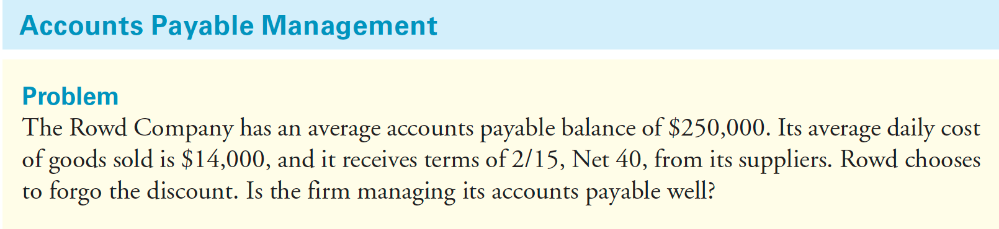 Accounts Payable Management
Problem
The Rowd Company has an average accounts payable balance of $250,000. Its average daily cost
of goods sold is $14,000, and it receives terms of 2/15, Net 40, from its suppliers. Rowd chooses
to forgo the discount. Is the firm managing its accounts payable well?